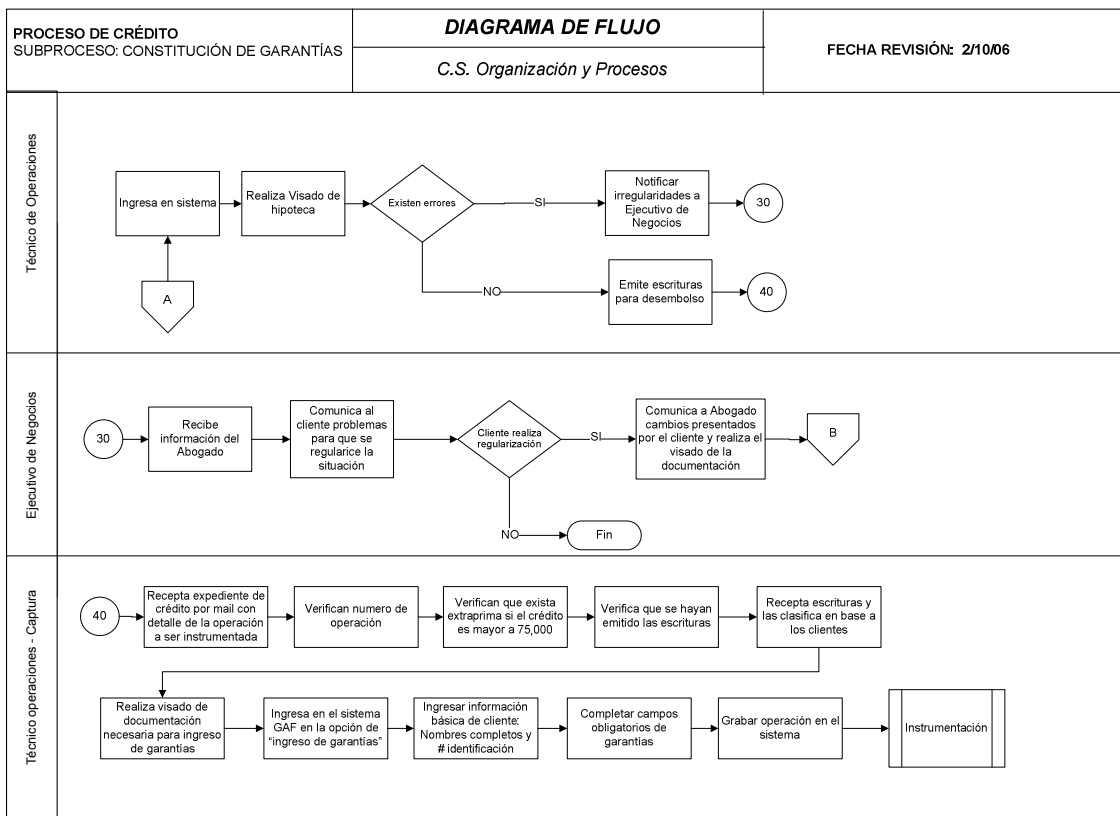 PROCESO DE CRÉDITO
SUBPROCESO: CONSTITUCIÓN DE GARANTÍAS
DIAGRAMA DE FLUJO
C.S. Organización y Procesos
FECHA REVISIÓN: 2/10/06
Técnico de Operaciones
Ingresa en sistema
Realiza Visado de
hipoteca
Existen errores
SI
Notificar
irregularidades a
Ejecutivo de
Negocios
30
A
NO
Emite escrituras
para desembolso
40
Ejecutivo de Negocios
30
Recibe
información del
Abogado
Comunica al
cliente problemas
para que se
regularice la
situación
Cliente realiza
regularización
SI
Comunica a Abogado
cambios presentados
por el cliente y realiza el
visado de la
documentación
B
NO
Fin
Técnico operaciones - Captura
40
Recepta expediente de
crédito por mail con
detalle de la operación
a ser instrumentada
Verifican numero de
operación
Verifican que exista
extraprima si el crédito
es mayor a 75,000
Verifica que se hayan
emitido las escrituras
Recepta escrituras y
las clasifica en base a
los clientes
Realiza visado de
documentación
necesaria para ingreso
de garantías
Ingresa en el sistema
GAF en la opción de
“ingreso de garantías”
Ingresar información
básica de cliente:
Nombres completos y
# identificación
Completar campos
obligatorios de
garantías
Grabar operación en el
sistema
Instrumentación